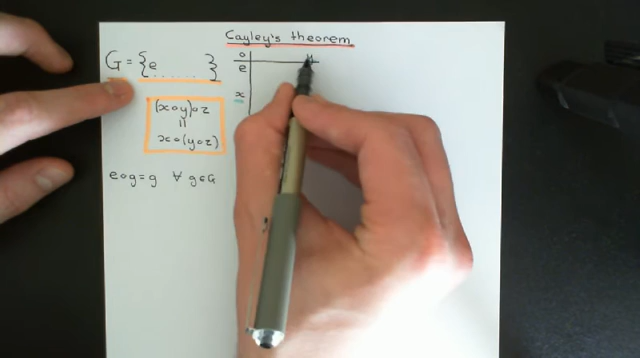 Cayley's theorem
G = {e ......... }
(x∘y)∘z
=
x∘(y∘z)
e∘g=g ∀ g∈G
∘
e
x